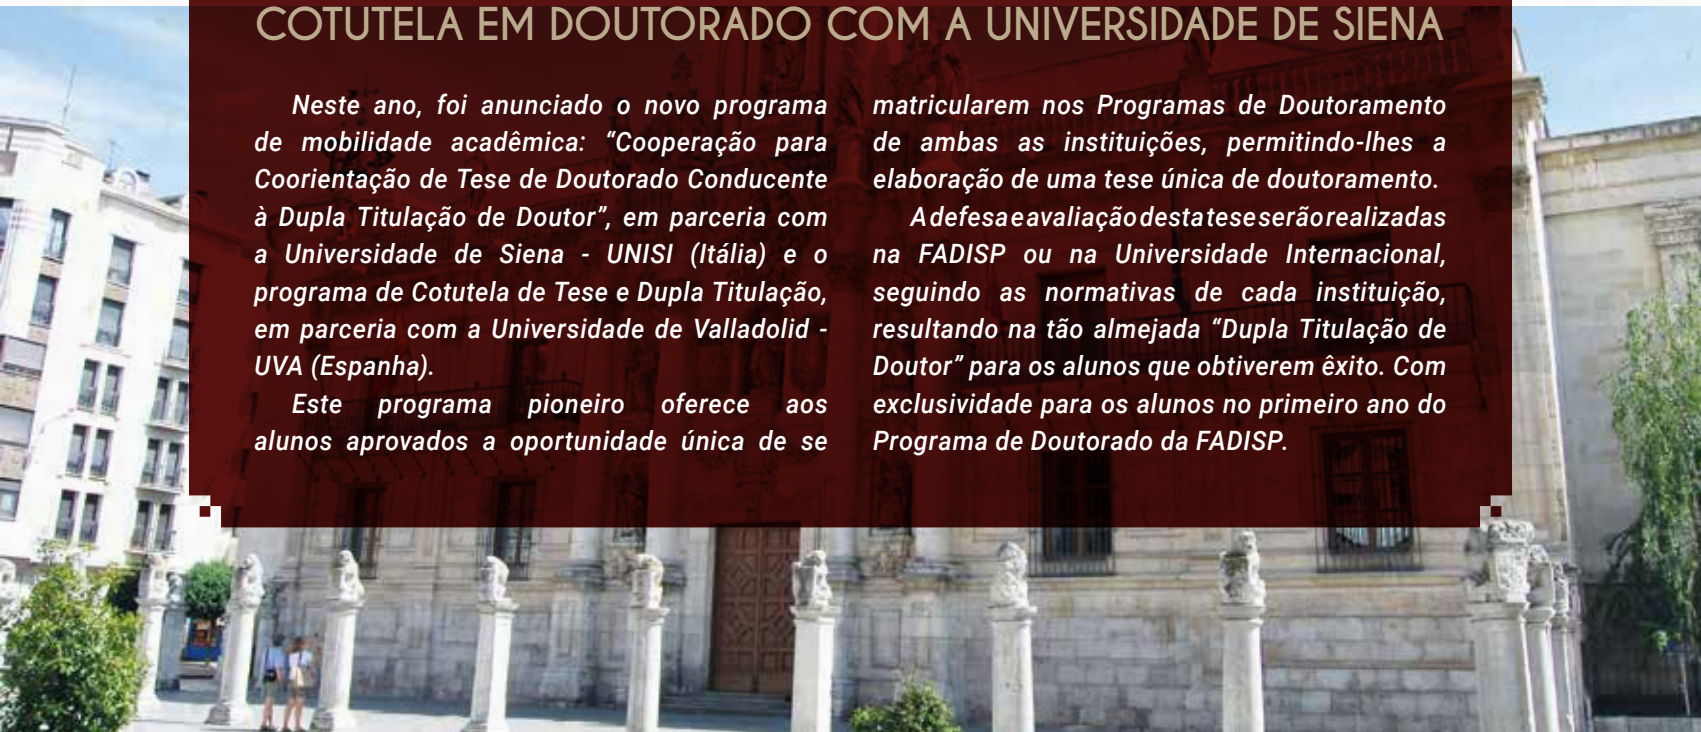 COTUTELA EM DOUTORADO COM A UNIVERSIDADE DE SIENA
Neste ano, foi anunciado o novo programa
de mobilidade acadêmica: “Cooperação para
Coorientação de Tese de Doutorado Conducente
à Dupla Titulação de Doutor”, em parceria com
a Universidade de Siena - UNISI (Itália) e o
programa de Cotutela de Tese e Dupla Titulação,
em parceria com a Universidade de Valladolid -
UVA (Espanha).
Este programa pioneiro oferece aos
alunos aprovados a oportunidade única de se
matricularem nos Programas de Doutoramento
de ambas as instituições, permitindo-lhes a
elaboração de uma tese única de doutoramento.
A defesa e avaliação desta tese serão realizadas
na FADISP ou na Universidade Internacional,
seguindo as normativas de cada instituição,
resultando na tão almejada “Dupla Titulação de
Doutor” para os alunos que obtiverem êxito. Com
exclusividade para os alunos no primeiro ano do
Programa de Doutorado da FADISP.